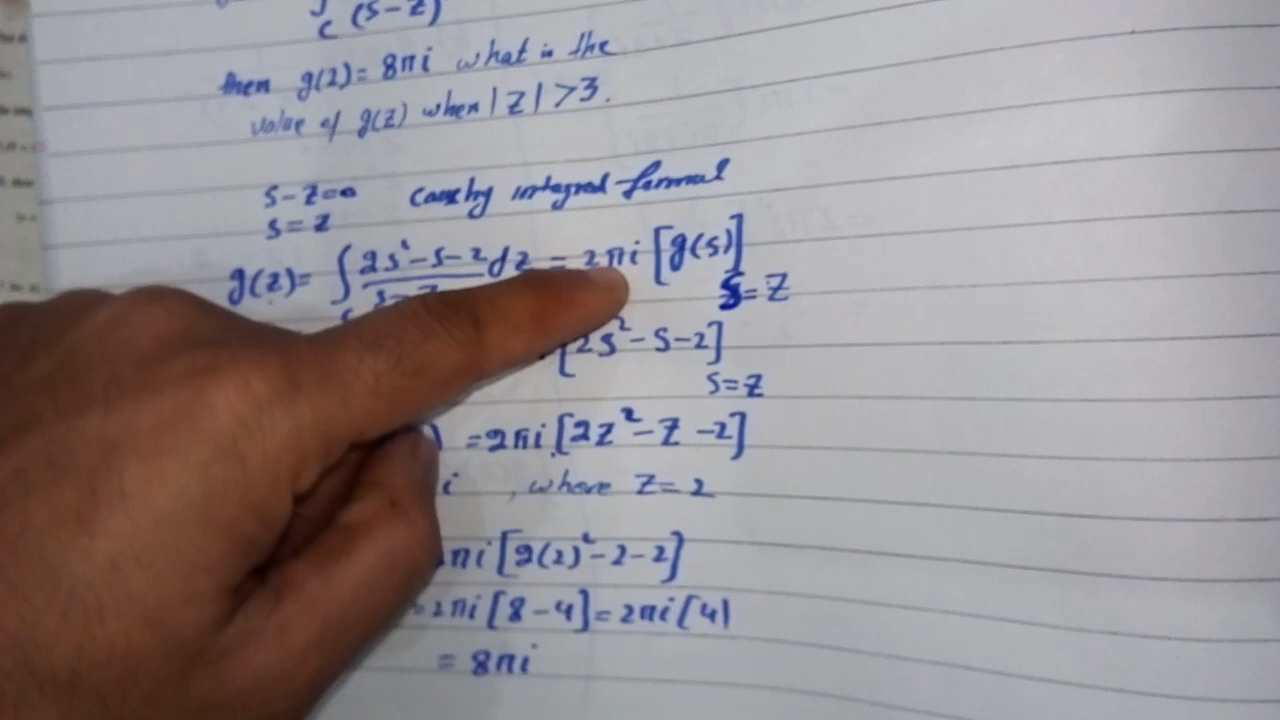 (s-z)
c
then g(2) = 8πi what is the
value of g(z) when |z| > 3.
s-z=0 cauchy integral formul
s = z
g(z) = ∫ 2s²-s-2 dz = 2πi [g(s)]
s-z s=z
[2s²-s-2]
s=z
) = 2πi [2z²-z-2]
i , where z=2
πi [2(2)²-2-2]
= 2πi [8-4] = 2πi [4]
= 8πi